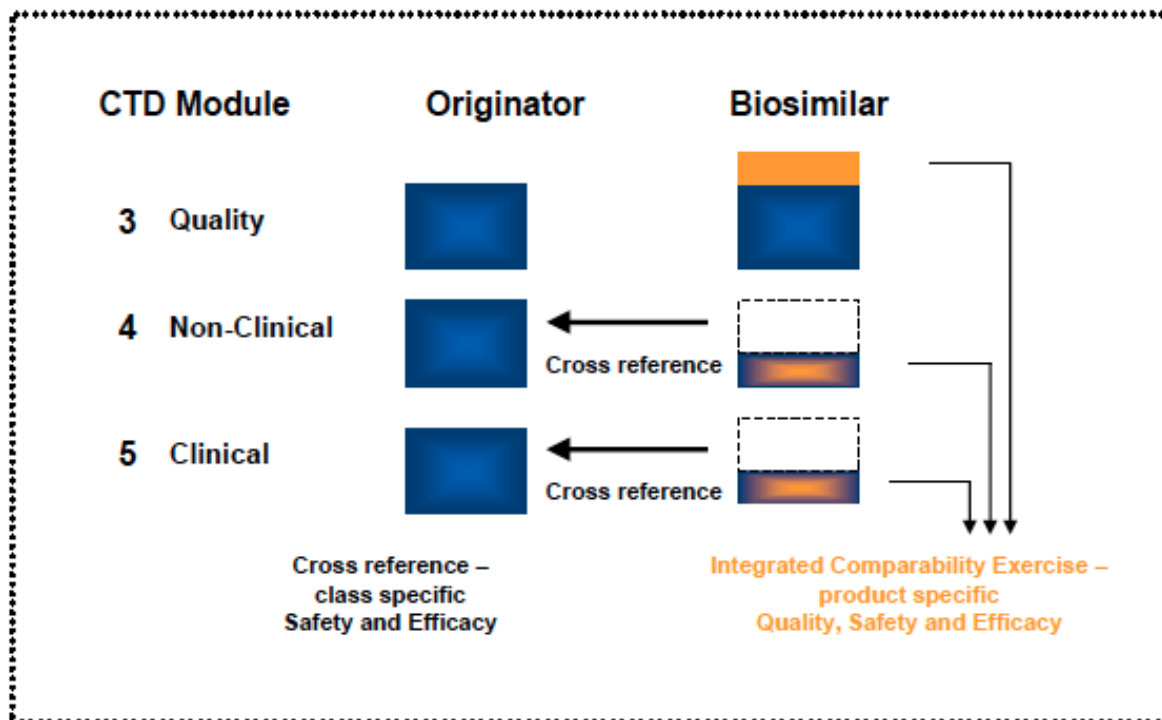 CTD Module Originator Biosimilar
3 Quality
4 Non-Clinical
Cross reference
5 Clinical
Cross reference
Cross reference –
class specific
Safety and Efficacy
Integrated Comparability Exercise –
product specific
Quality, Safety and Efficacy